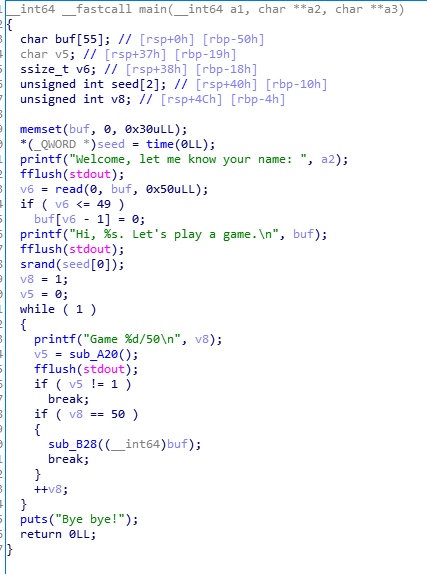 __int64 __fastcall main(__int64 a1, char **a2, char **a3)
{
  char buf[55]; // [rsp+0h] [rbp-50h]
  char v5; // [rsp+37h] [rbp-19h]
  ssize_t v6; // [rsp+38h] [rbp-18h]
  unsigned int seed[2]; // [rsp+40h] [rbp-10h]
  unsigned int v8; // [rsp+4Ch] [rbp-4h]

  memset(buf, 0, 0x30uLL);
  *(_QWORD *)seed = time(0LL);
  printf("Welcome, let me know your name: ", a2);
  fflush(stdout);
  v6 = read(0, buf, 0x50uLL);
  if ( v6 <= 49 )
    buf[v6 - 1] = 0;
  printf("Hi, %s. Let's play a game.\n", buf);
  fflush(stdout);
  srand(seed[0]);
  v8 = 1;
  v5 = 0;
  while ( 1 )
  {
    printf("Game %d/50\n", v8);
    v5 = sub_A20();
    fflush(stdout);
    if ( v5 != 1 )
      break;
    if ( v8 == 50 )
    {
      sub_B28((__int64)buf);
      break;
    }
    ++v8;
  }
  puts("Bye bye!");
  return 0LL;
}